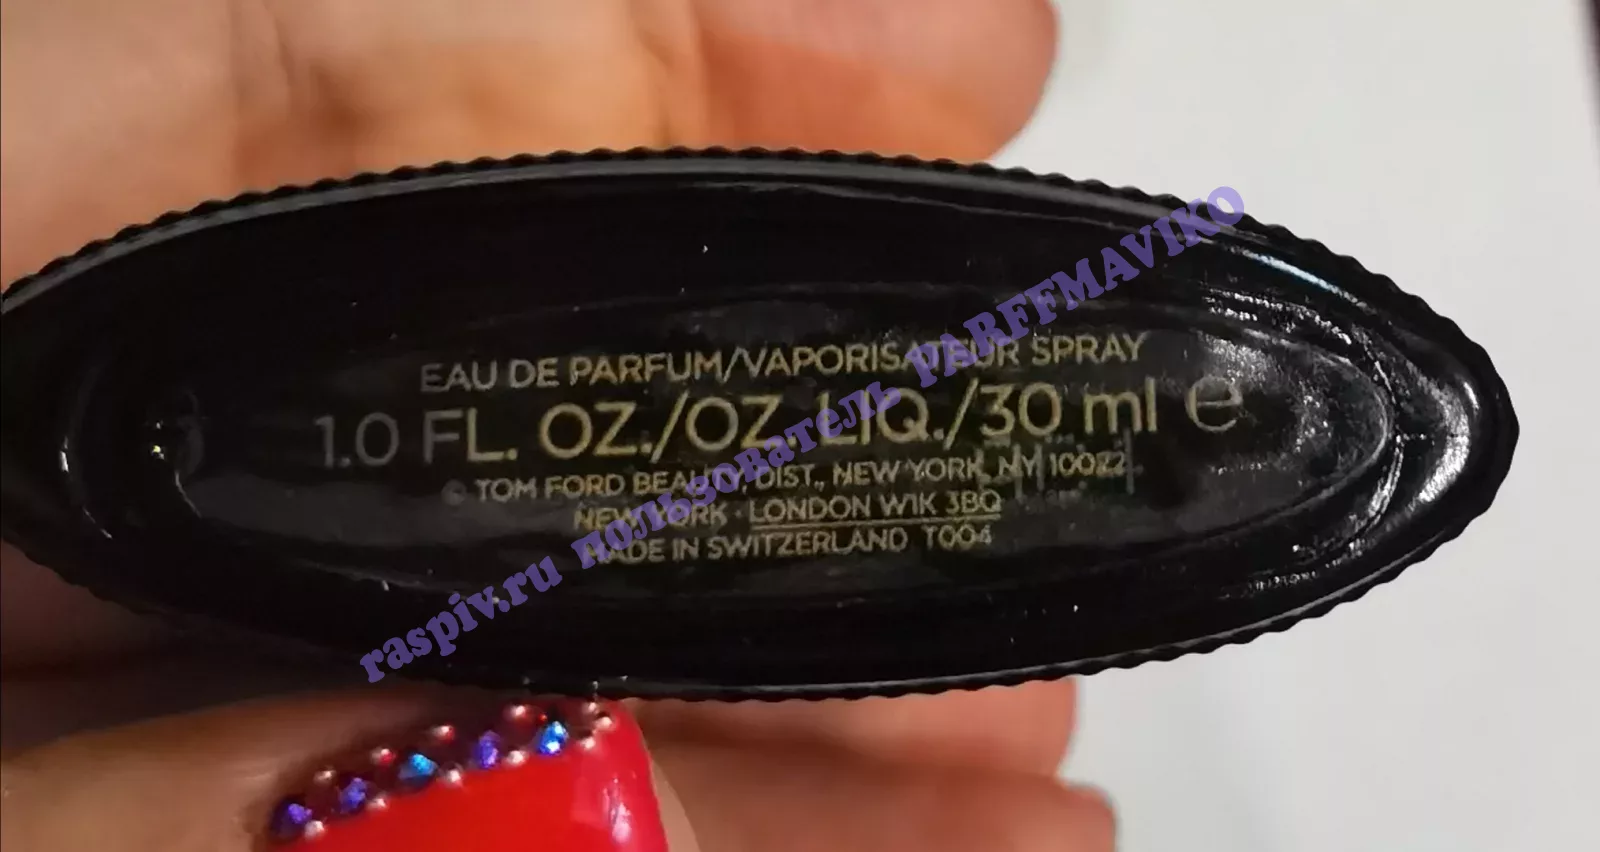 EAU DE PARFUM/VAPORISATEUR SPRAY
1.0 FL. OZ./OZ. LIQ./30 ml ℮
© TOM FORD BEAUTY, DIST., NEW YORK, NY 10022
NEW YORK · LONDON W1K 3BQ
MADE IN SWITZERLAND T004
raspiv.ru пользователь PARFFMAVIKO